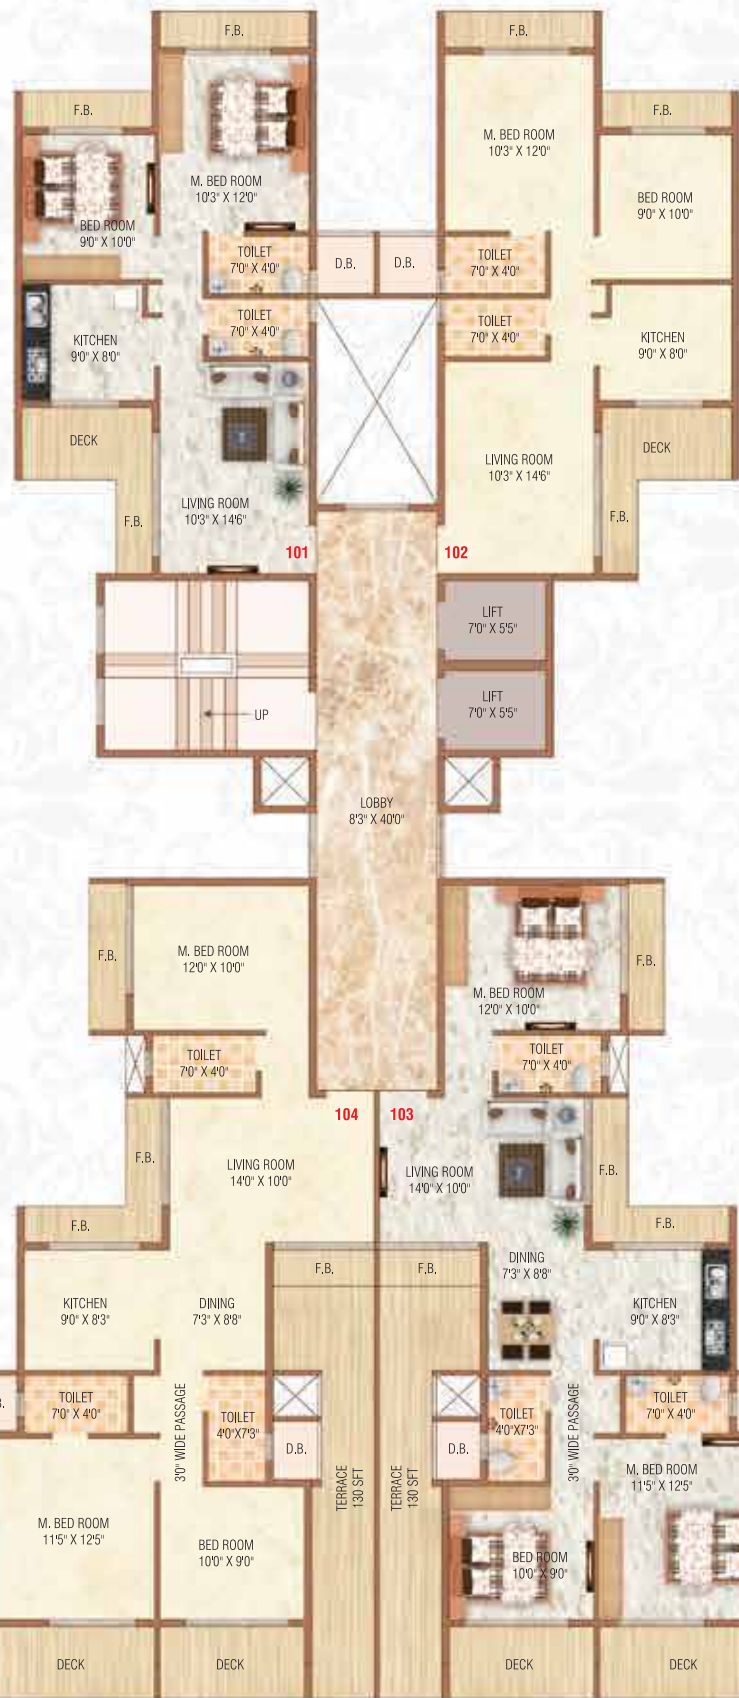 F.B.
F.B.
F.B.
F.B.
M. BED ROOM
10'3" X 12'0"
M. BED ROOM
10'3" X 12'0"
BED ROOM
9'0" X 10'0"
BED ROOM
9'0" X 10'0"
TOILET
7'0" X 4'0"
D.B.
D.B.
TOILET
7'0" X 4'0"
TOILET
7'0" X 4'0"
TOILET
7'0" X 4'0"
KITCHEN
9'0" X 8'0"
KITCHEN
9'0" X 8'0"
DECK
DECK
LIVING ROOM
10'3" X 14'6"
LIVING ROOM
10'3" X 14'6"
F.B.
F.B.
101
102
LIFT
7'0" X 5'5"
LIFT
7'0" X 5'5"
UP
LOBBY
8'3" X 40'0"
F.B.
M. BED ROOM
12'0" X 10'0"
M. BED ROOM
12'0" X 10'0"
F.B.
TOILET
7'0" X 4'0"
TOILET
7'0" X 4'0"
104
103
F.B.
LIVING ROOM
14'0" X 10'0"
LIVING ROOM
14'0" X 10'0"
F.B.
F.B.
F.B.
F.B.
F.B.
DINING
7'3" X 8'8"
KITCHEN
9'0" X 8'3"
DINING
7'3" X 8'8"
KITCHEN
9'0" X 8'3"
TOILET
7'0" X 4'0"
3'0" WIDE PASSAGE
TOILET
4'0"X7'3"
D.B.
TERRACE
130 SFT
TERRACE
130 SFT
D.B.
TOILET
4'0"X7'3"
3'0" WIDE PASSAGE
TOILET
7'0" X 4'0"
M. BED ROOM
11'5" X 12'5"
M. BED ROOM
11'5" X 12'5"
BED ROOM
10'0" X 9'0"
BED ROOM
10'0" X 9'0"
DECK
DECK
DECK
DECK